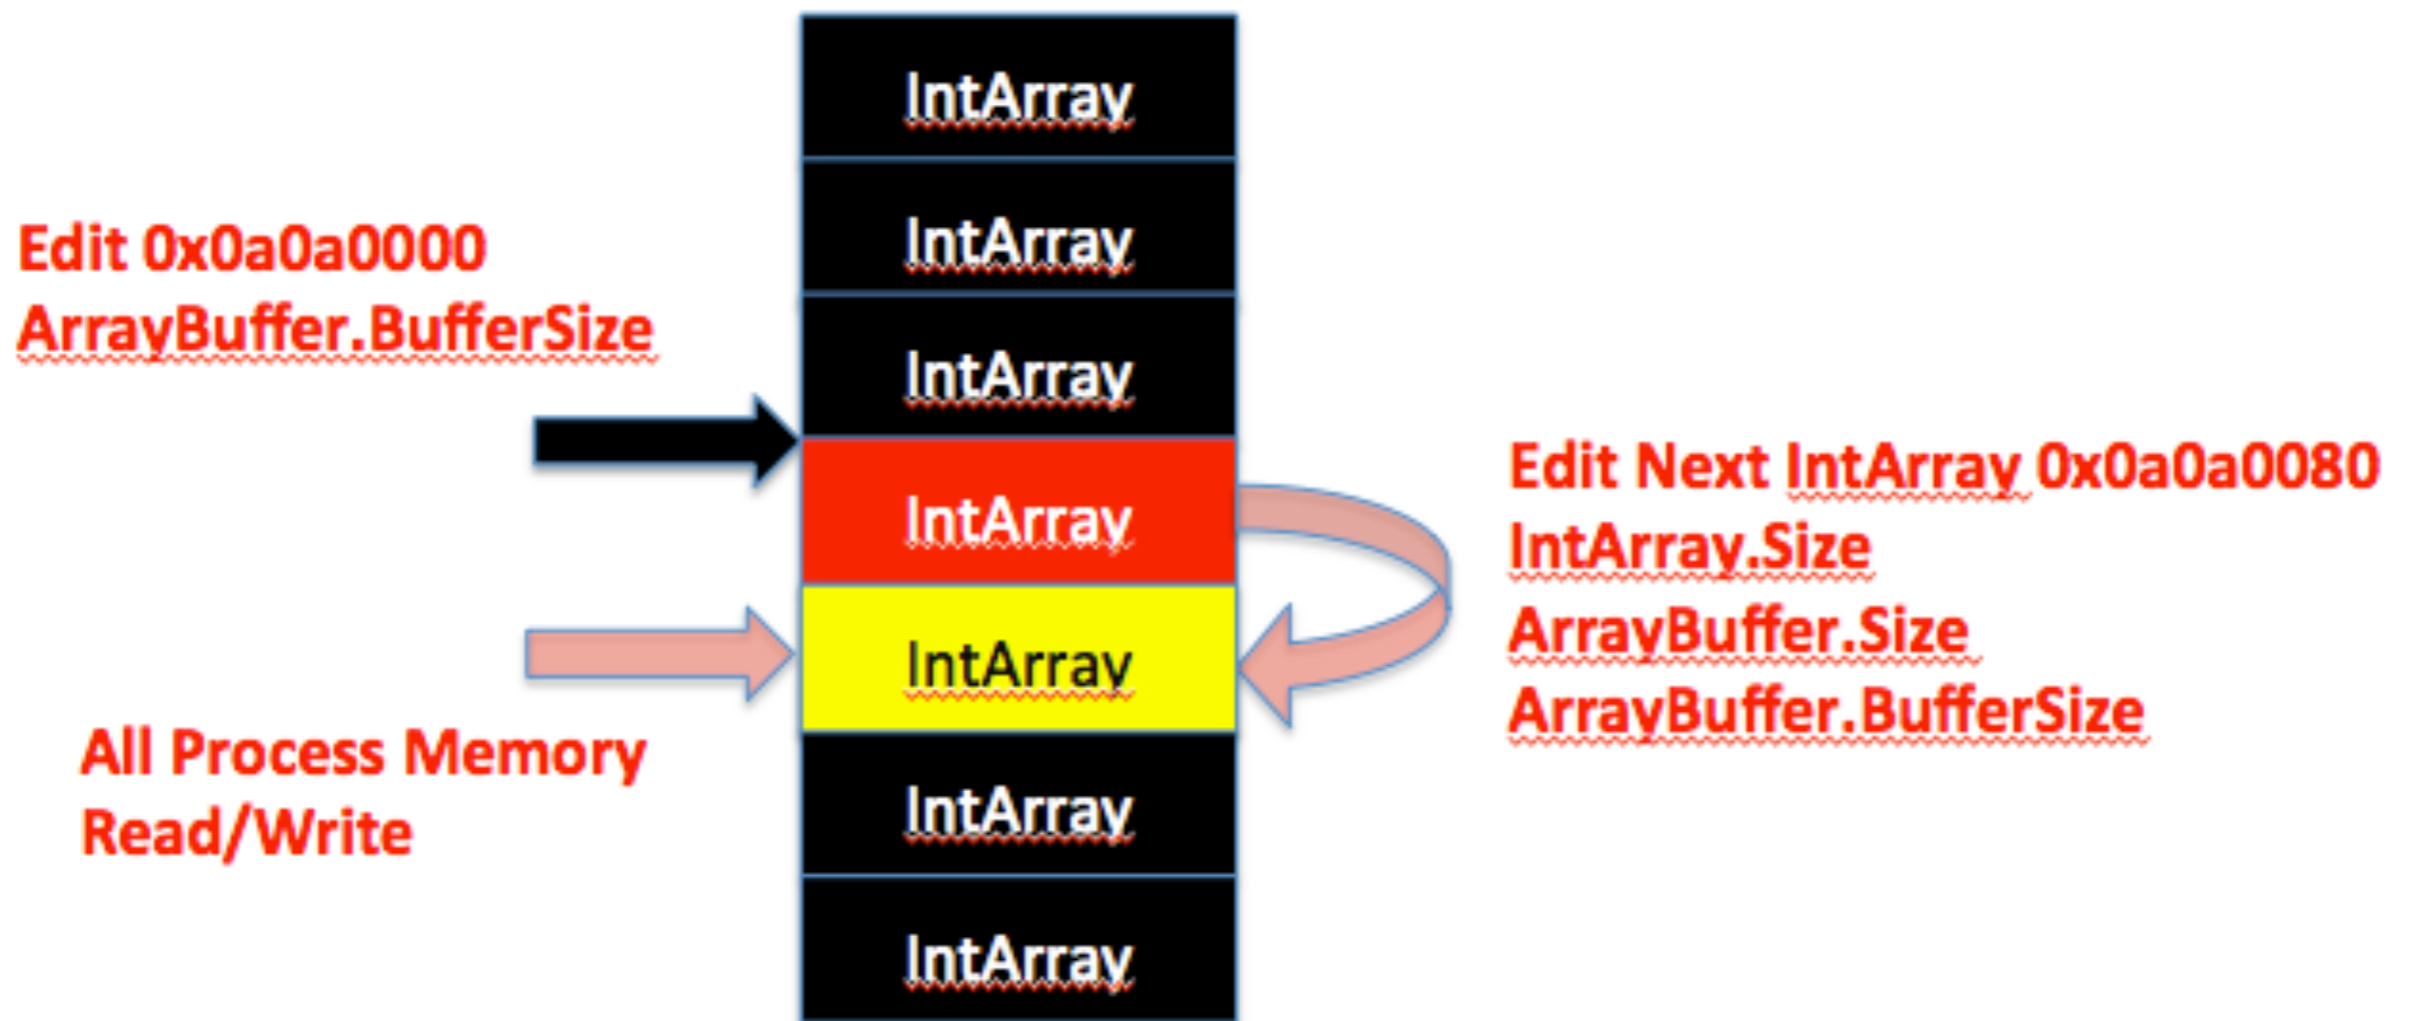 IntArray
IntArray
Edit 0x0a0a0000
ArrayBuffer.BufferSize
IntArray
IntArray
Edit Next IntArray 0x0a0a0080
IntArray.Size
ArrayBuffer.Size
ArrayBuffer.BufferSize
IntArray
All Process Memory
Read/Write
IntArray
IntArray